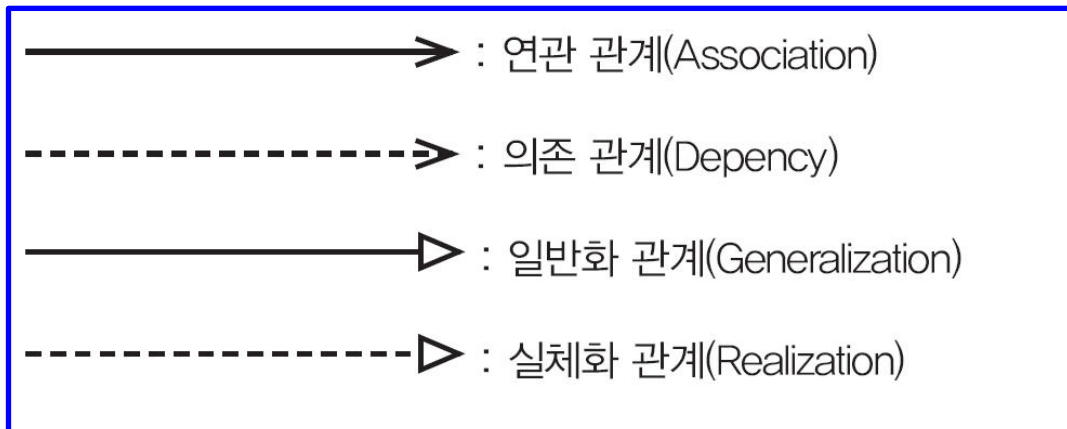 : 연관 관계(Association)
: 의존 관계(Depency)
: 일반화 관계(Generalization)
: 실체화 관계(Realization)